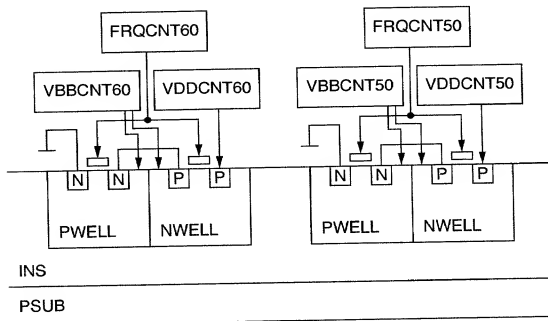 FRQCNT60
FRQCNT50
VBBCNT60
VDDCNT60
VBBCNT50
VDDCNT50
N N P P
N N P P
PWELL NWELL
PWELL NWELL
INS
PSUB